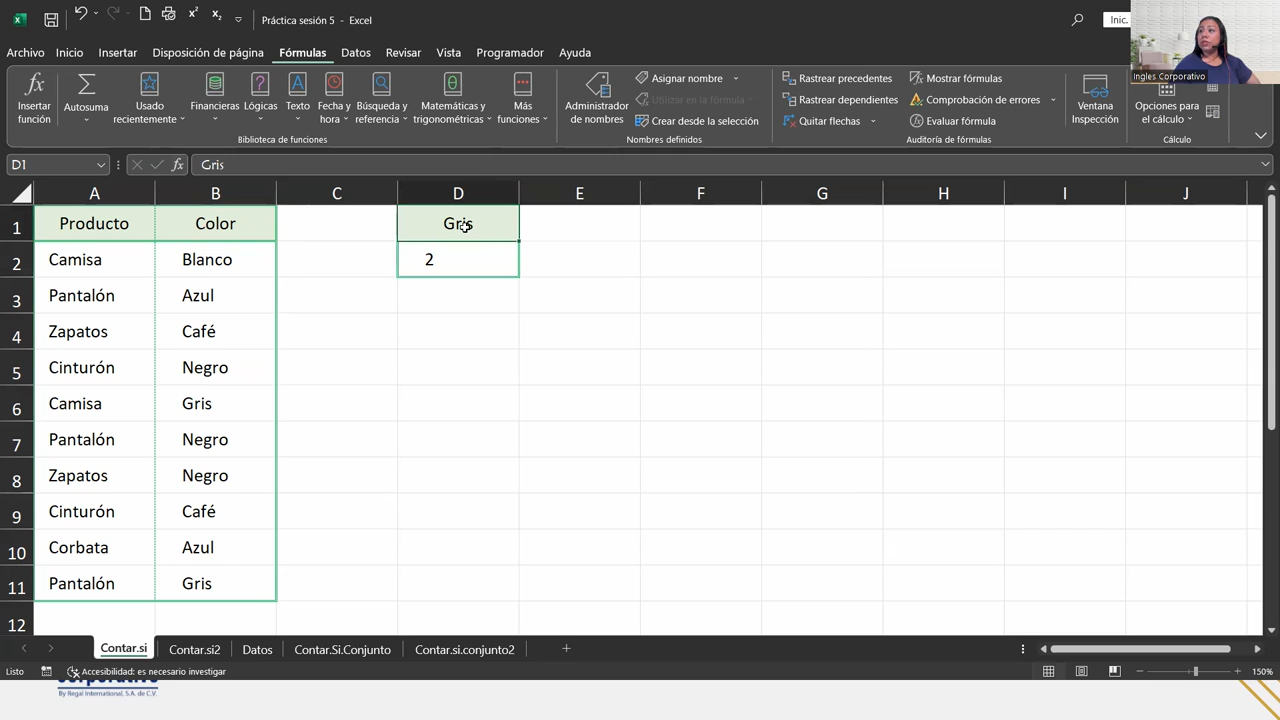 Práctica sesión 5 - Excel
Inic.
Ingles Corporativo
Archivo Inicio Insertar Disposición de página Fórmulas Datos Revisar Vista Programador Ayuda
Insertar función
Autosuma
Usado recientemente
Financieras
Lógicas
Texto
Fecha y hora
Búsqueda y referencia
Matemáticas y trigonométricas
Más funciones
Biblioteca de funciones
Administrador de nombres
Asignar nombre
Utilizar en la fórmula
Crear desde la selección
Nombres definidos
Rastrear precedentes
Rastrear dependientes
Quitar flechas
Mostrar fórmulas
Comprobación de errores
Evaluar fórmula
Auditoría de fórmulas
Ventana Inspección
Opciones para el cálculo
Cálculo
D1 fx Gris
A B C D E F G H I J
1 Producto Color Gris
2 Camisa Blanco 2
3 Pantalón Azul
4 Zapatos Café
5 Cinturón Negro
6 Camisa Gris
7 Pantalón Negro
8 Zapatos Negro
9 Cinturón Café
10 Corbata Azul
11 Pantalón Gris
12
Contar.si Contar.si2 Datos Contar.Si.Conjunto Contar.si.conjunto2
Listo Accesibilidad: es necesario investigar 150%
By Regal International, S.A. de C.V.